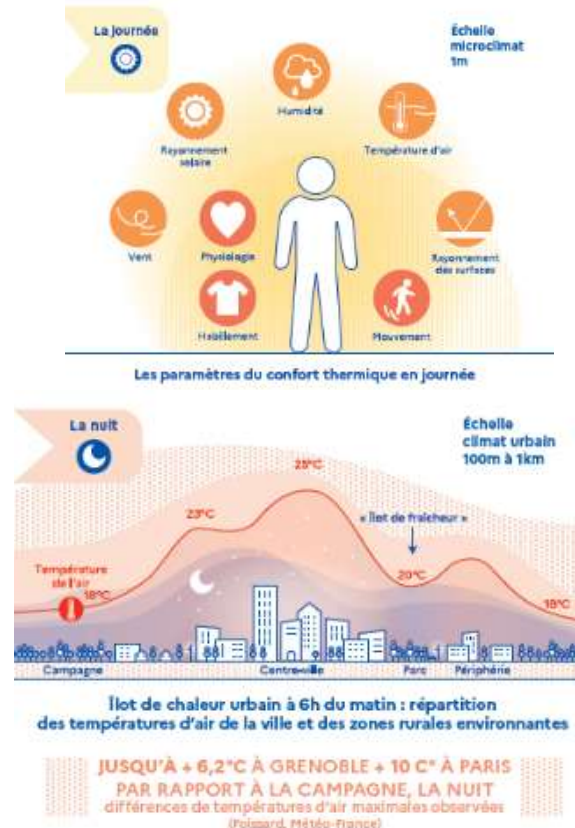 La journée
Échelle
microclimat
1m
Humidité
Rayonnement
solaire
Température d'air
Vent
Physiologie
Rayonnement
des surfaces
Habillement
Mouvement
Les paramètres du confort thermique en journée
La nuit
Échelle
climat urbain
100m à 1km
25°C
23°C
« îlot de fraîcheur »
Température
de l'air
18°C
20°C
18°C
Campagne
Centre-ville
Parc
Périphérie
Îlot de chaleur urbain à 6h du matin : répartition
des températures d'air de la ville et des zones rurales environnantes
JUSQU'À + 6,2°C À GRENOBLE + 10 C° À PARIS
PAR RAPPORT À LA CAMPAGNE, LA NUIT
différences de températures d'air maximales observées
(Foissard, Météo-France)